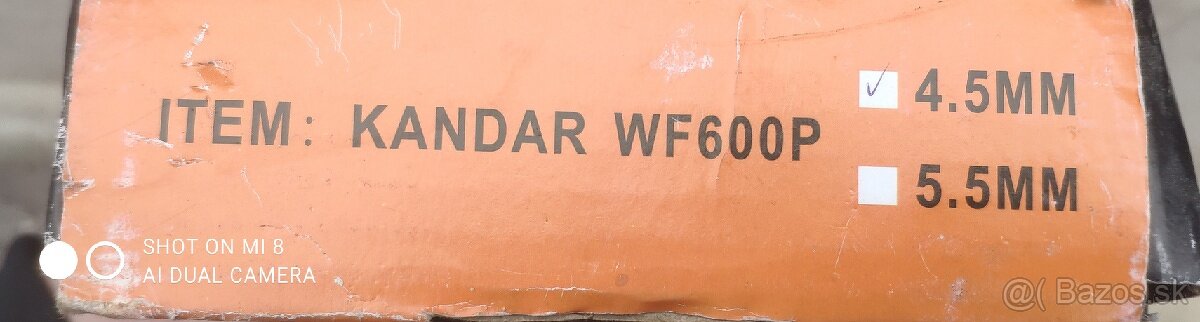 ITEM: KANDAR WF600P
4.5MM
5.5MM
SHOT ON MI 8
AI DUAL CAMERA
@( Bazos.sk